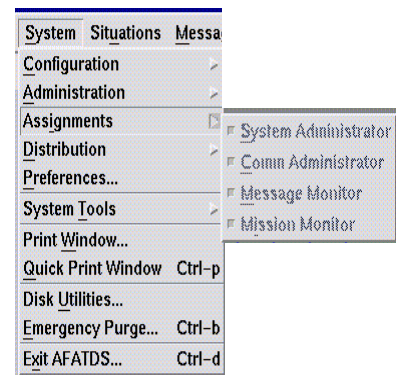 System Situations Messa
Configuration
Administration
Assignments
System Administrator
Comm Administrator
Message Monitor
Mission Monitor
Distribution
Preferences...
System Tools
Print Window...
Quick Print Window Ctrl-p
Disk Utilities...
Emergency Purge... Ctrl-b
Exit AFATDS... Ctrl-d